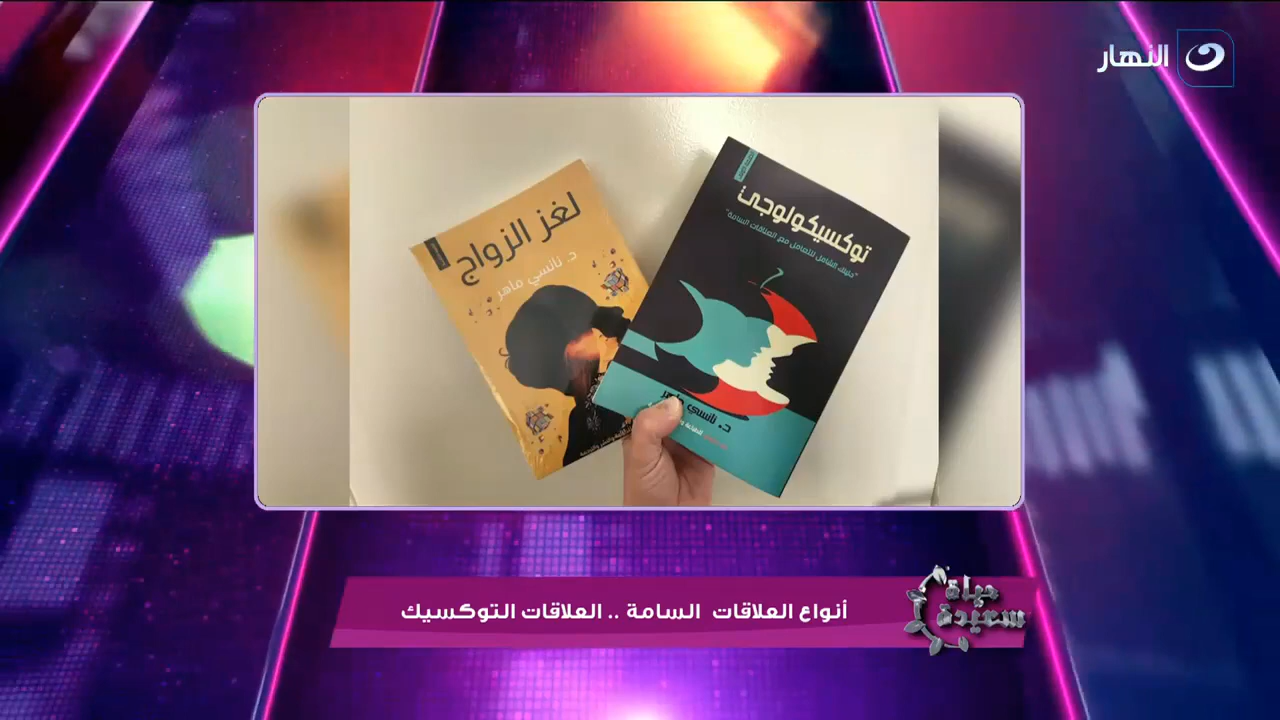 النهار
توكسيكولوجي
"دليلك الشامل للتعامل مع العلاقات السامة"
د. نانسي ماهر
لغز الزواج
د. نانسي ماهر
أنواع العلاقات السامة .. العلاقات التوكسيك
حياة
سعيدة